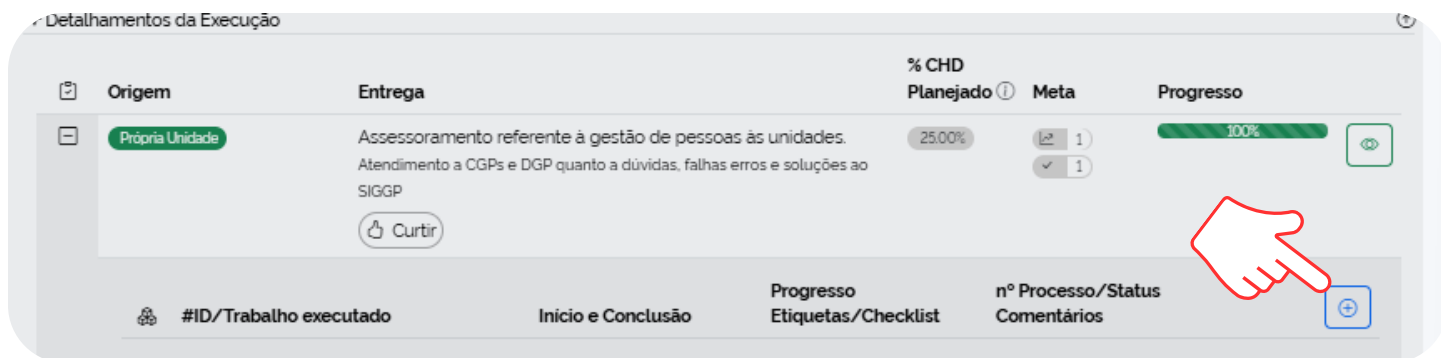 Detalhamentos da Execução
% CHD
Origem Entrega Planejado Meta Progresso
Própria Unidade Assessoramento referente à gestão de pessoas às unidades. 25.00% 1 100%
Atendimento a CGPs e DGP quanto a dúvidas, falhas erros e soluções ao 1
SIGGP
Curtir
Progresso nº Processo/Status
#ID/Trabalho executado Início e Conclusão Etiquetas/Checklist Comentários